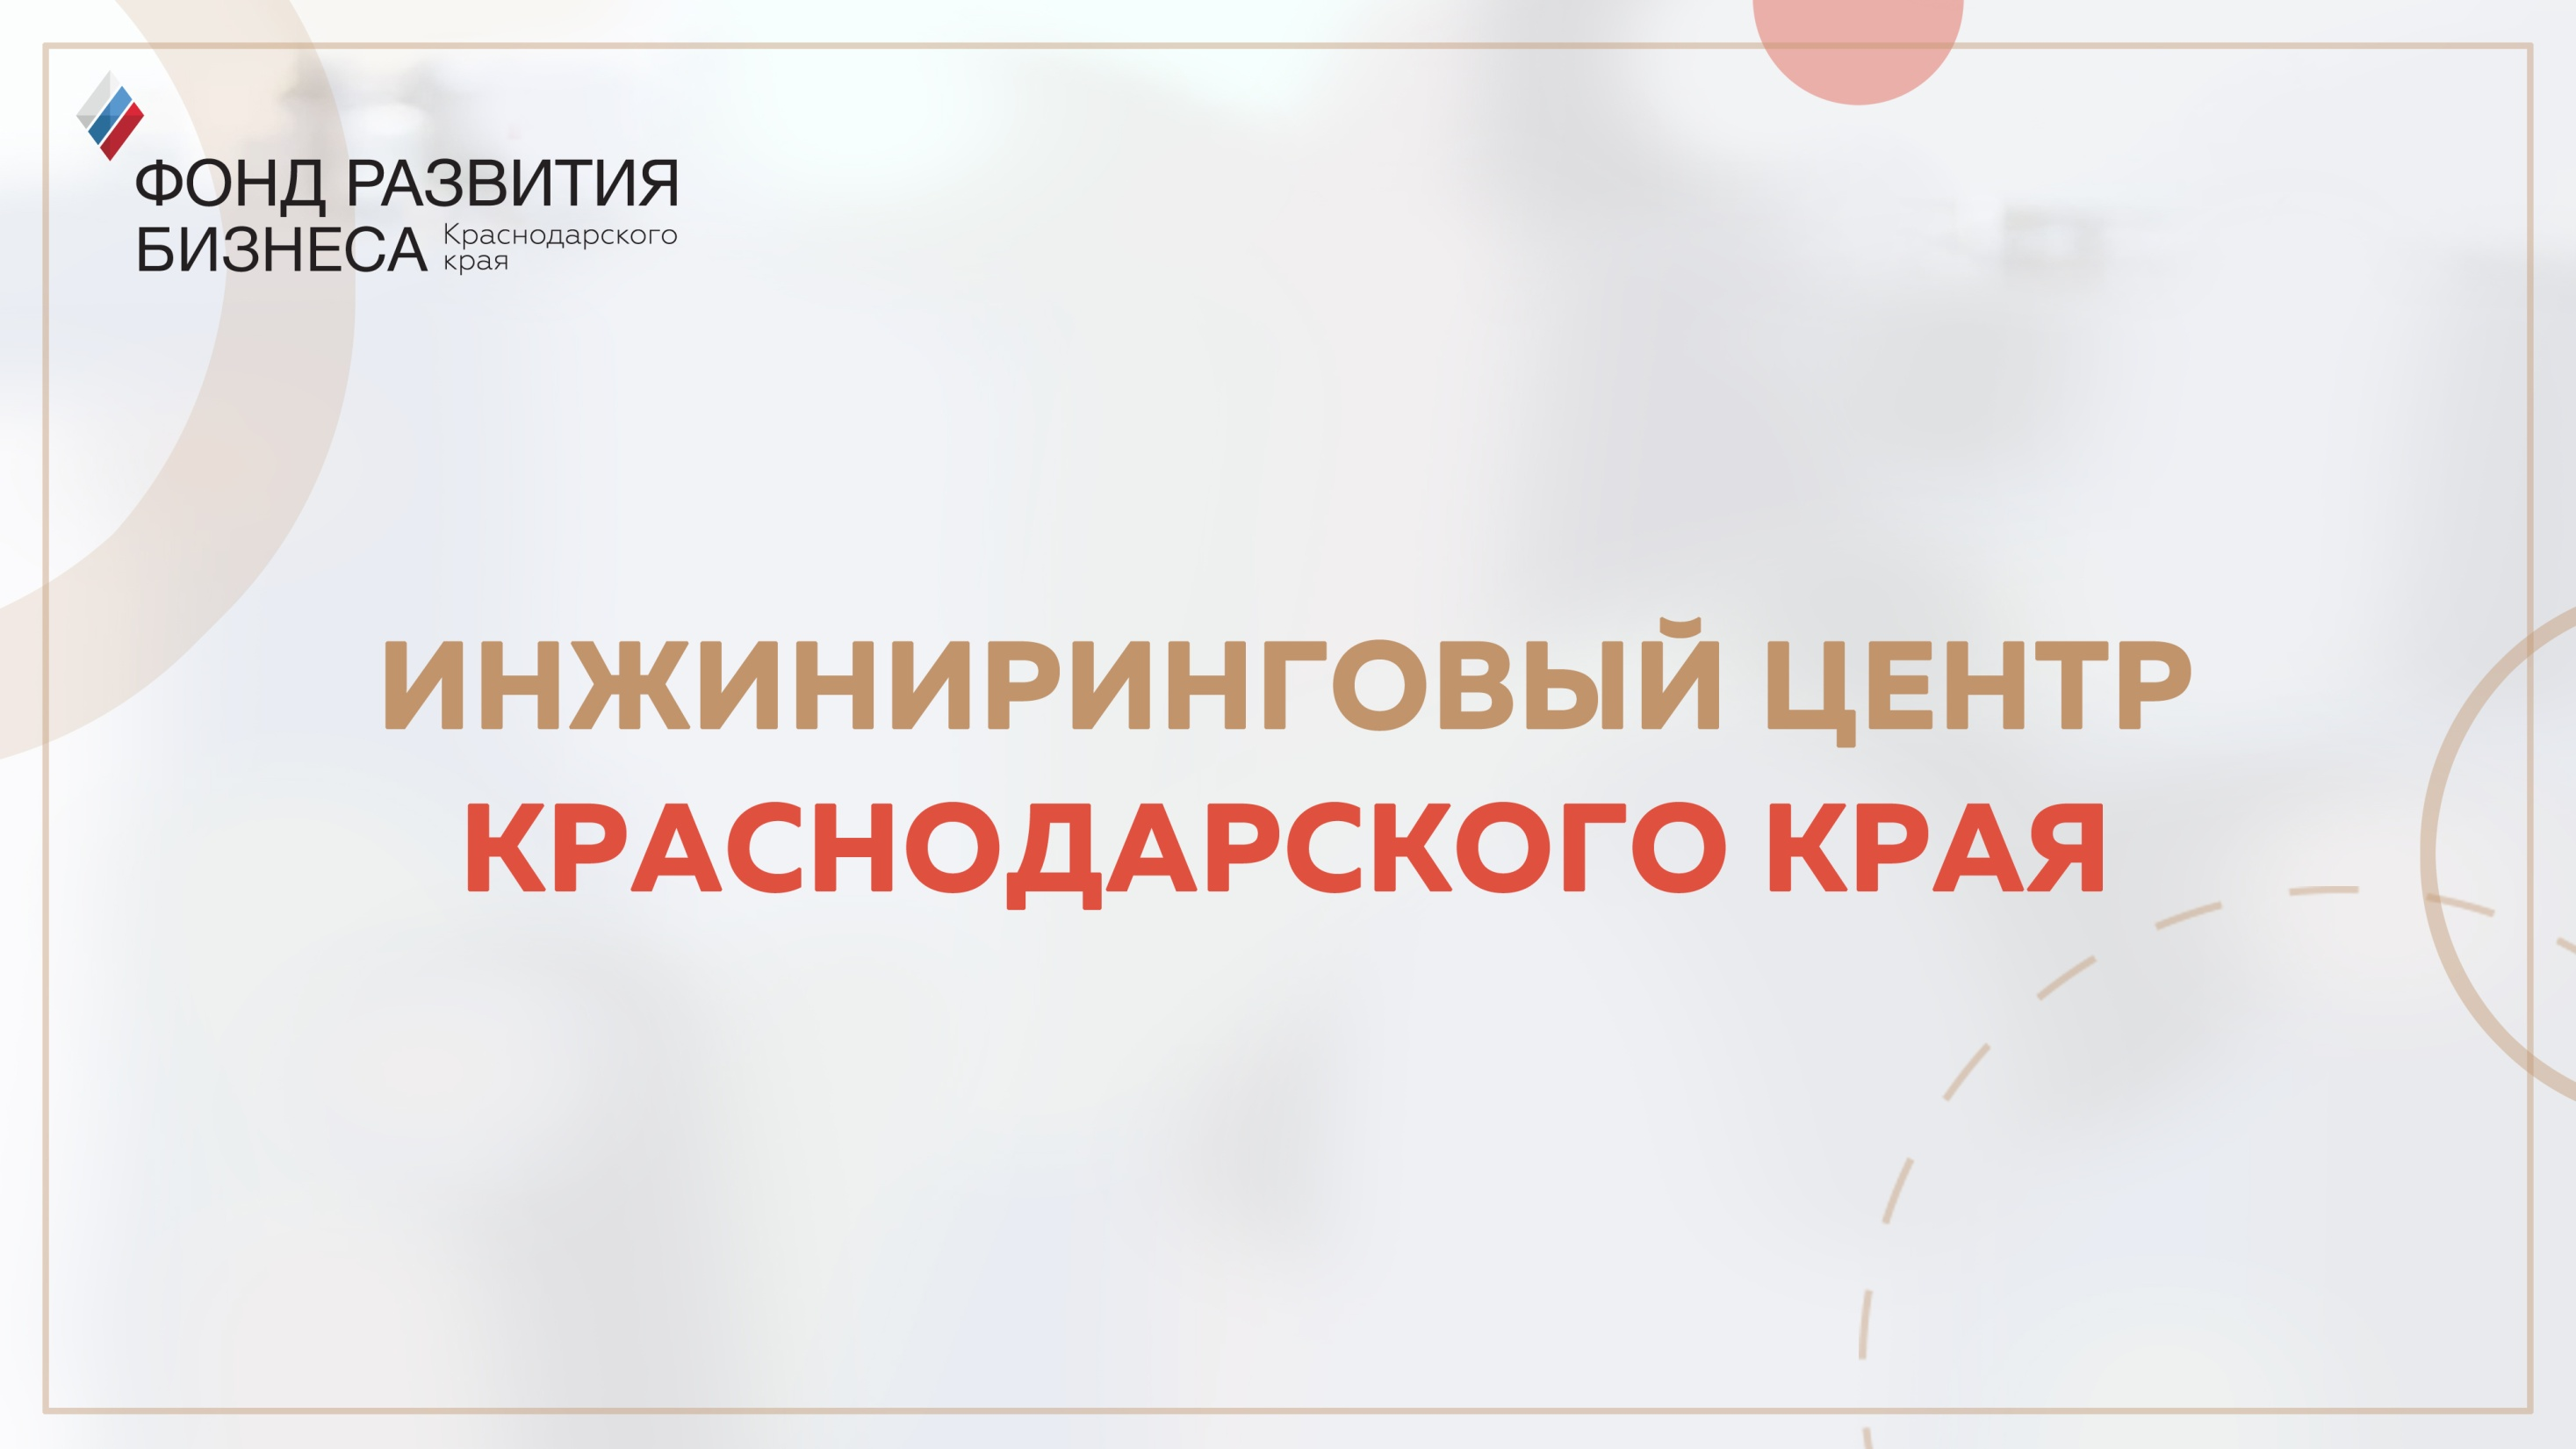 ФОНД РАЗВИТИЯ
БИЗНЕСА Краснодарского
края
ИНЖИНИРИНГОВЫЙ ЦЕНТР
КРАСНОДАРСКОГО КРАЯ